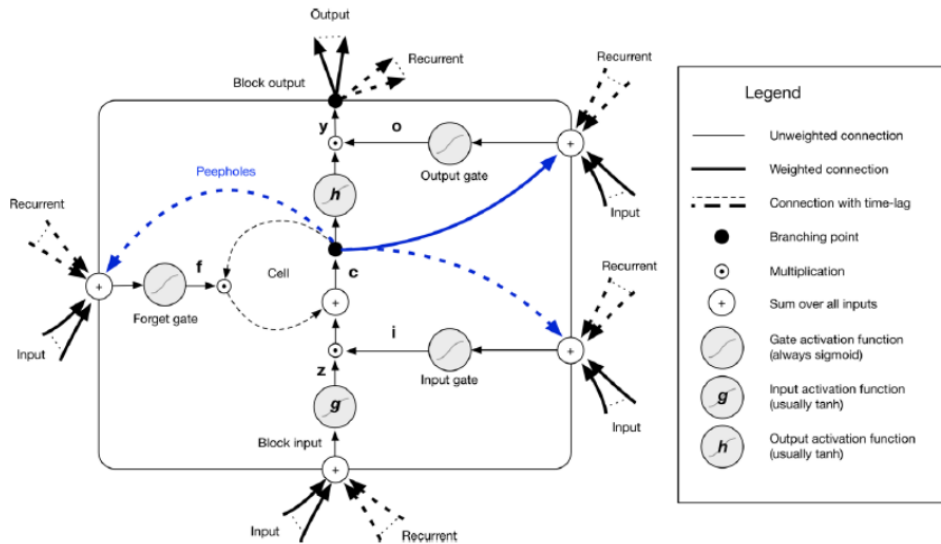 Output
Recurrent
Block output
Recurrent
y
o
h
Output gate
Peepholes
Input
Recurrent
f
Cell
c
Recurrent
Forget gate
i
Input
z
Input gate
g
Block input
Input
Input
Recurrent
Legend
Unweighted connection
Weighted connection
Connection with time-lag
Branching point
Multiplication
Sum over all inputs
Gate activation function
(always sigmoid)
g
Input activation function
(usually tanh)
h
Output activation function
(usually tanh)